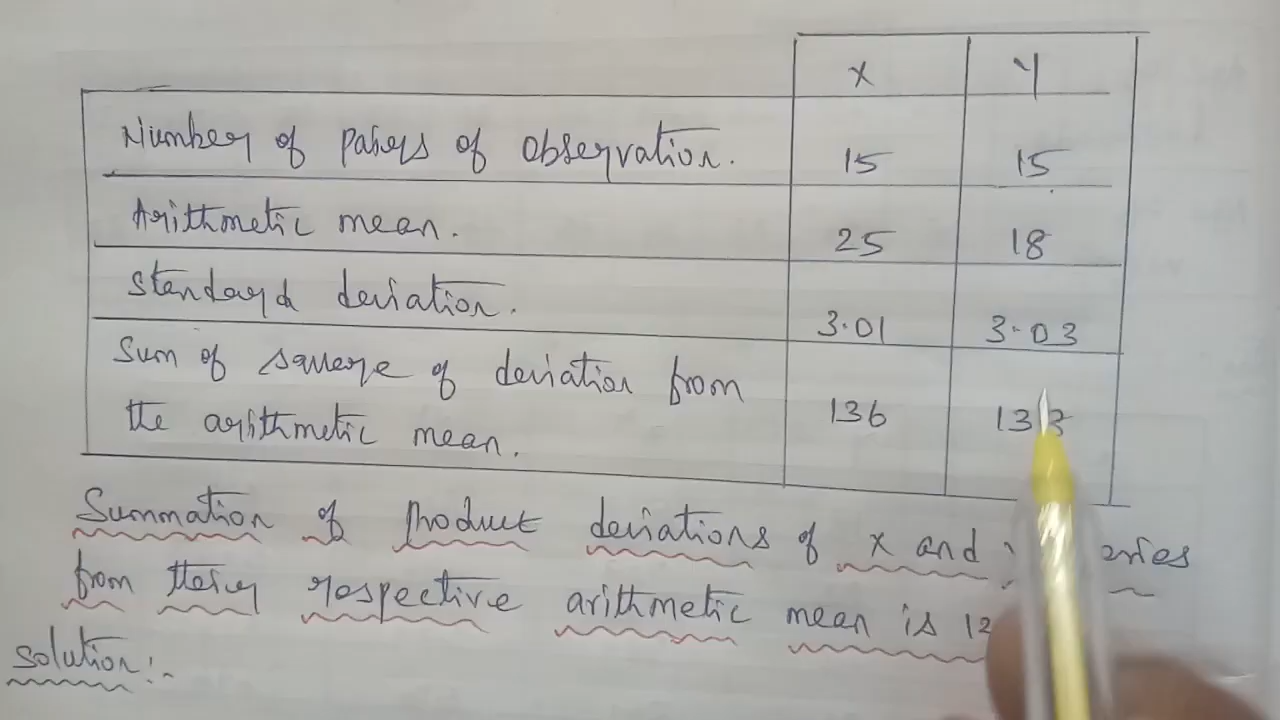 X Y
Number of pairs of observation. 15 15
Arithmetic mean. 25 18
Standard deviation. 3.01 3.03
Sum of square of deviation from
the arithmetic mean. 136
Summation of product deviations of x and
from their respective arithmetic mean is
Solution:-